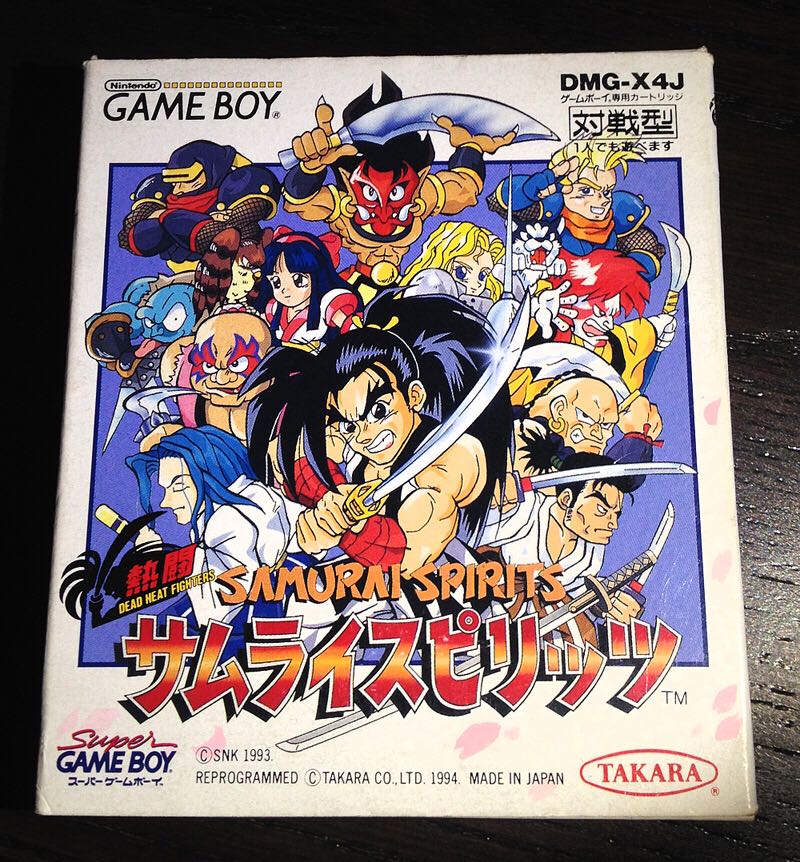 Nintendo
GAME BOY®
DMG-X4J
ゲームボーイ専用カートリッジ
対戦型
1人でも遊べます
熱闘
DEAD HEAT FIGHTERS
SAMURAI SPIRITS
サムライスピリッツ™
Super
GAME BOY™
スーパーゲームボーイ
©SNK 1993.
REPROGRAMMED ©TAKARA CO.,LTD. 1994. MADE IN JAPAN
TAKARA®